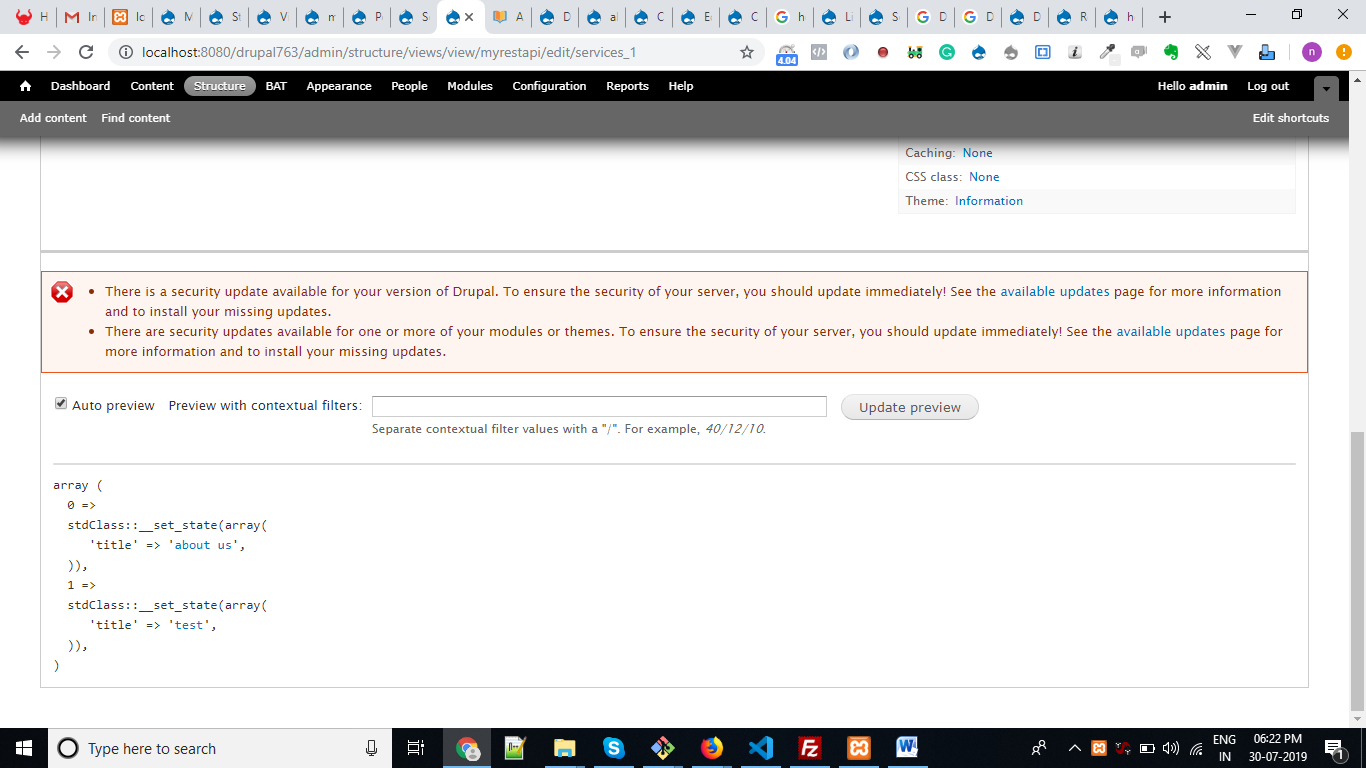 H
In
Ic
M
St
Vi
m
P
S
A
D
al
C
E
C
h
Li
S
D
D
D
R
h
localhost:8080/drupal763/admin/structure/views/view/myrestapi/edit/services_1
4.04
n
Dashboard Content Structure BAT Appearance People Modules Configuration Reports Help Hello admin Log out
Add content Find content Edit shortcuts
Caching: None
CSS class: None
Theme: Information
There is a security update available for your version of Drupal. To ensure the security of your server, you should update immediately! See the available updates page for more information
and to install your missing updates.
There are security updates available for one or more of your modules or themes. To ensure the security of your server, you should update immediately! See the available updates page for
more information and to install your missing updates.
Auto preview Preview with contextual filters: Update preview
Separate contextual filter values with a "/". For example, 40/12/10.
array (
0 =>
stdClass::__set_state(array(
'title' => 'about us',
)),
1 =>
stdClass::__set_state(array(
'title' => 'test',
)),
)
Type here to search
ENG
IN
06:22 PM
30-07-2019
1